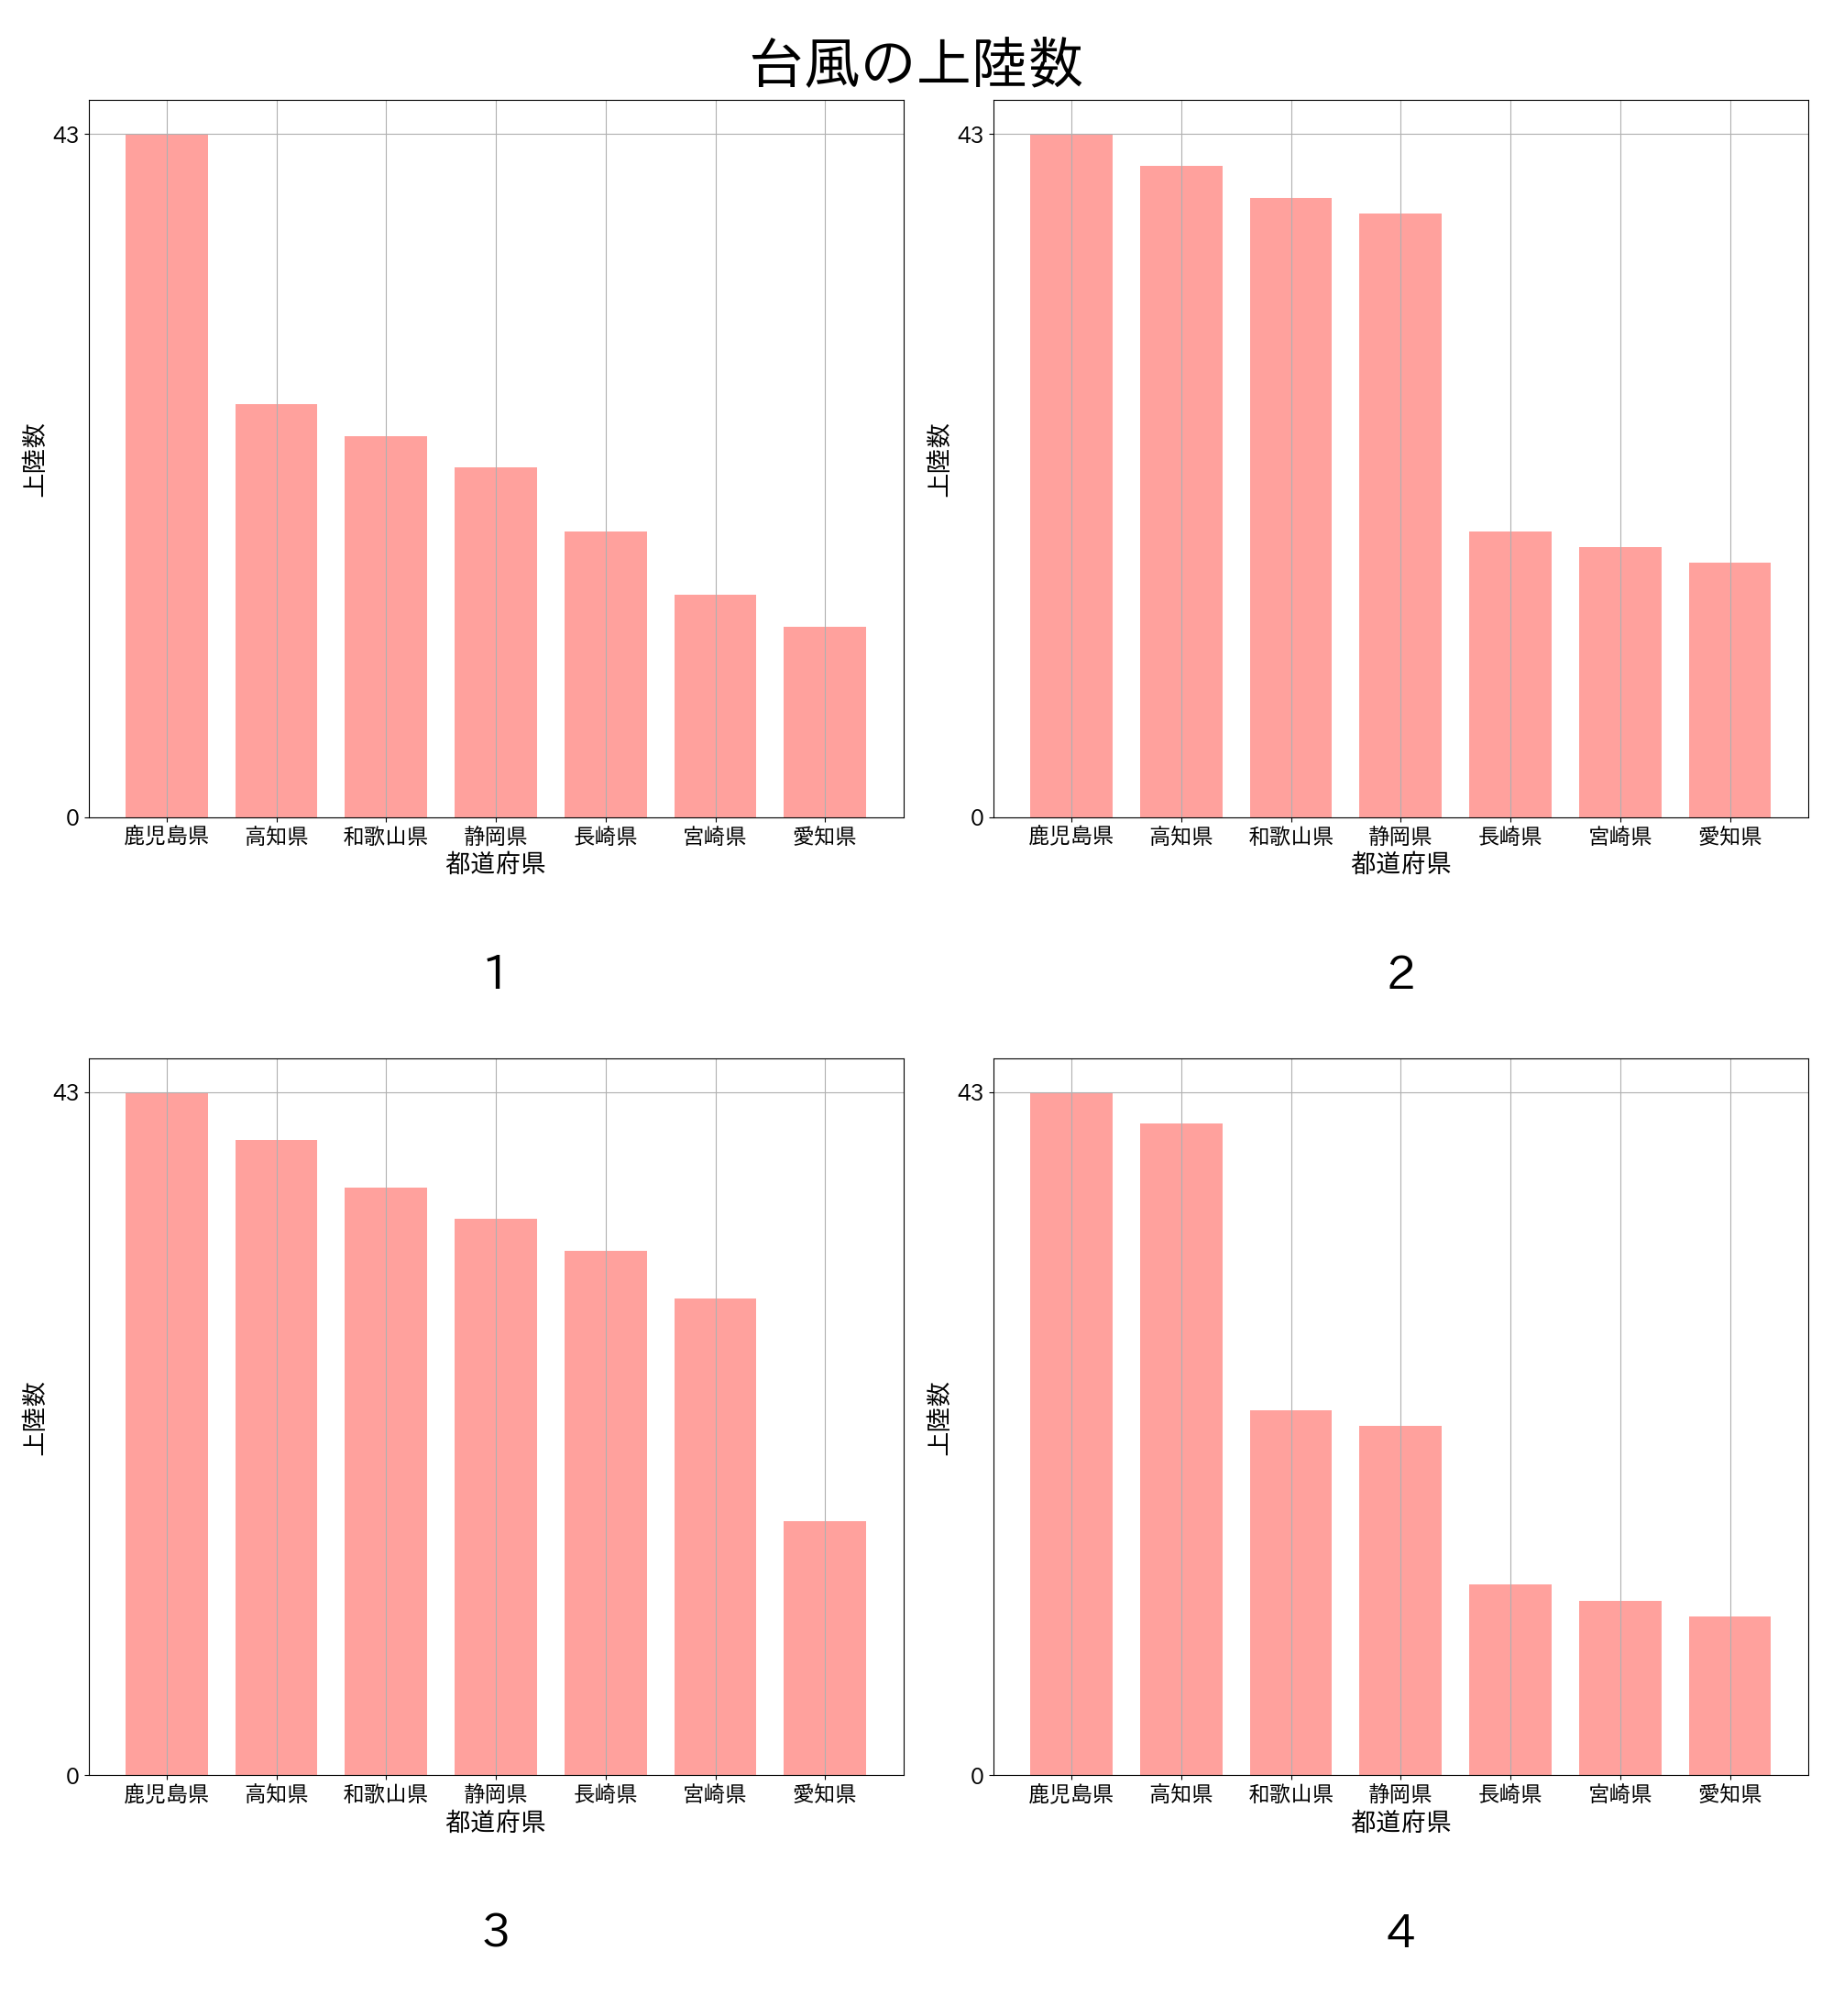 台風の上陸数
43
0
上陸数
鹿児島県 高知県 和歌山県 静岡県 長崎県 宮崎県 愛知県
都道府県
1
43
0
上陸数
鹿児島県 高知県 和歌山県 静岡県 長崎県 宮崎県 愛知県
都道府県
2
43
0
上陸数
鹿児島県 高知県 和歌山県 静岡県 長崎県 宮崎県 愛知県
都道府県
3
43
0
上陸数
鹿児島県 高知県 和歌山県 静岡県 長崎県 宮崎県 愛知県
都道府県
4